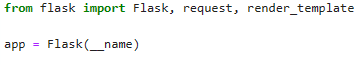 from flask import Flask, request, render_template
app = Flask(__name)